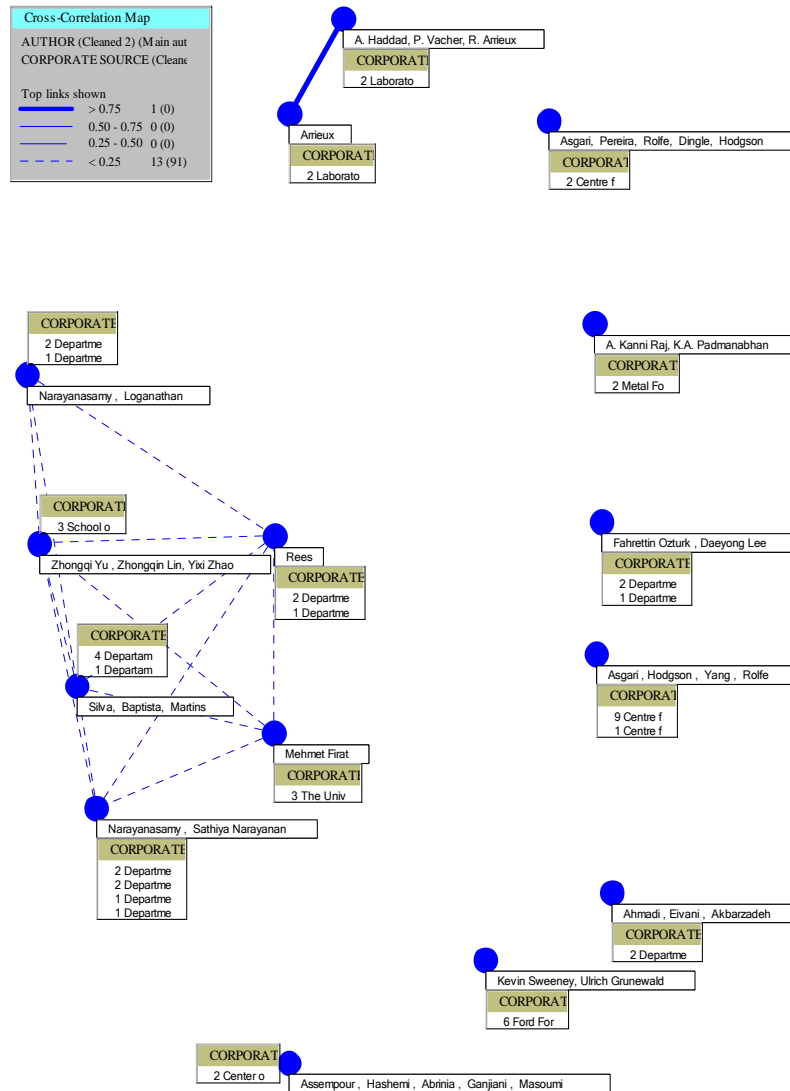 Cross-Correlation Map
AUTHOR (Cleaned 2) (Main aut
CORPORATE SOURCE (Cleane
Top links shown
> 0.75 1 (0)
0.50 - 0.75 0 (0)
0.25 - 0.50 0 (0)
< 0.25 13 (91)
A. Haddad, P. Vacher, R. Arrieux
CORPORATE
2 Laborato
Arrieux
CORPORATE
2 Laborato
Asgari, Pereira, Rolfe, Dingle, Hodgson
CORPORAT
2 Centre f
CORPORATE
2 Departme
1 Departme
Narayanasamy , Loganathan
A. Kanni Raj, K.A. Padmanabhan
CORPORAT
2 Metal Fo
CORPORATE
3 School o
Zhongqi Yu , Zhongqin Lin, Yixi Zhao
Rees
CORPORATE
2 Departme
1 Departme
Fahrettin Ozturk , Daeyong Lee
CORPORATE
2 Departme
1 Departme
CORPORATE
4 Departam
1 Departam
Silva, Baptista, Martins
Asgari , Hodgson , Yang , Rolfe
CORPORAT
9 Centre f
1 Centre f
Mehmet Firat
CORPORATE
3 The Univ
Narayanasamy , Sathiya Narayanan
CORPORATE
2 Departme
2 Departme
1 Departme
1 Departme
Ahmadi , Eivani , Akbarzadeh
CORPORATE
2 Departme
Kevin Sweeney, Ulrich Grunewald
CORPORAT
6 Ford For
CORPORAT
2 Center o
Assempour , Hashemi , Abrinia , Ganjiani , Masoumi